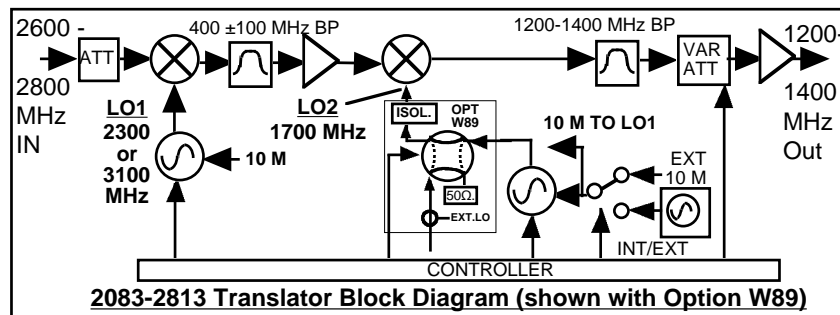 2600 -
2800
MHz
IN
ATT
400 ±100 MHz BP
1200-1400 MHz BP
VAR
ATT
1200-
1400
MHz
Out
LO1
2300
or
3100
MHz
10 M
LO2
1700 MHz
ISOL.
OPT
W89
50Ω.
EXT.LO
10 M TO LO1
EXT
10 M
INT/EXT
CONTROLLER
2083-2813 Translator Block Diagram (shown with Option W89)